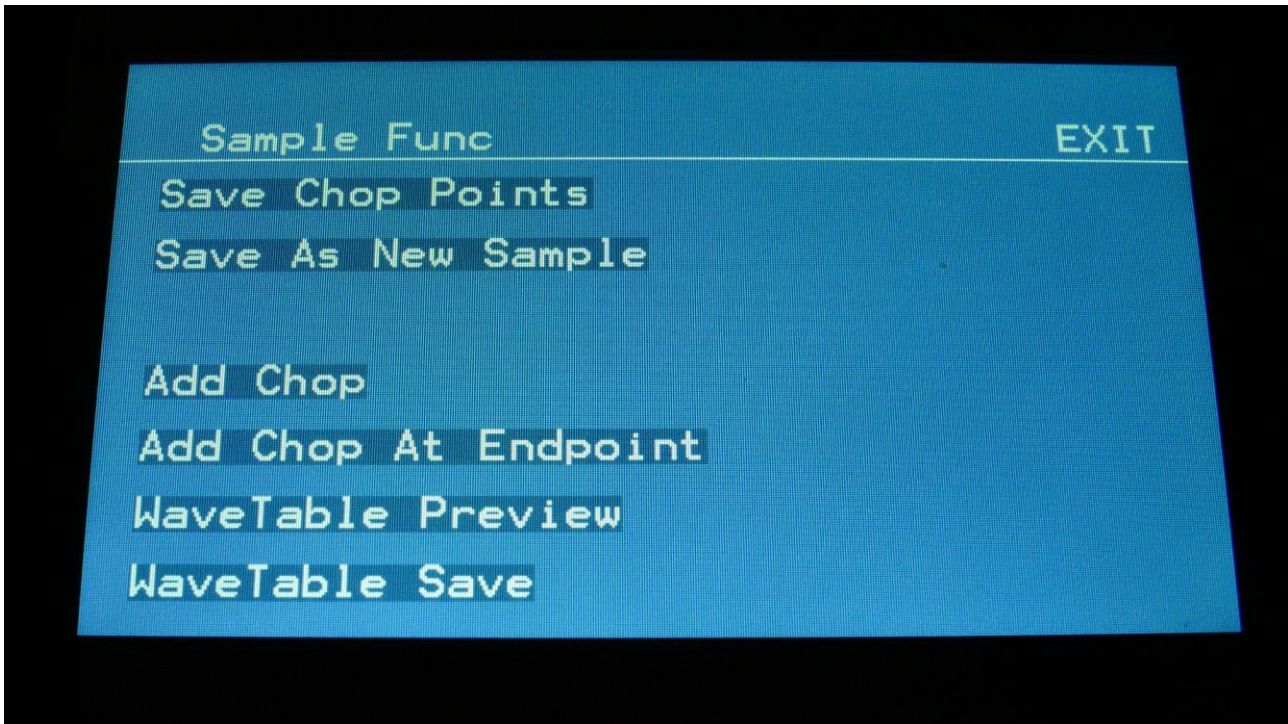 Sample Func EXIT
Save Chop Points
Save As New Sample
Add Chop
Add Chop At Endpoint
WaveTable Preview
WaveTable Save